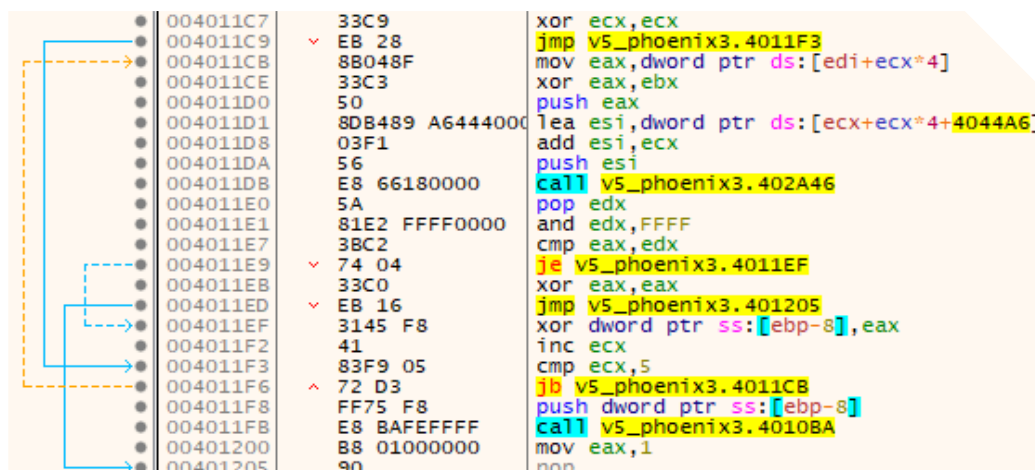 004011C7 33C9 xor ecx,ecx
004011C9 EB 28 jmp v5_phoenix3.4011F3
004011CB 8B048F mov eax,dword ptr ds:[edi+ecx*4]
004011CE 33C3 xor eax,ebx
004011D0 50 push eax
004011D1 8DB489 A6444000 lea esi,dword ptr ds:[ecx+ecx*4+4044A6]
004011D8 03F1 add esi,ecx
004011DA 56 push esi
004011DB E8 66180000 call v5_phoenix3.402A46
004011E0 5A pop edx
004011E1 81E2 FFFF0000 and edx,FFFF
004011E7 3BC2 cmp eax,edx
004011E9 74 04 je v5_phoenix3.4011EF
004011EB 33C0 xor eax,eax
004011ED EB 16 jmp v5_phoenix3.401205
004011EF 3145 F8 xor dword ptr ss:[ebp-8],eax
004011F2 41 inc ecx
004011F3 83F9 05 cmp ecx,5
004011F6 72 D3 jb v5_phoenix3.4011CB
004011F8 FF75 F8 push dword ptr ss:[ebp-8]
004011FB E8 BAFEFFFF call v5_phoenix3.4010BA
00401200 B8 01000000 mov eax,1
00401205 90 nop